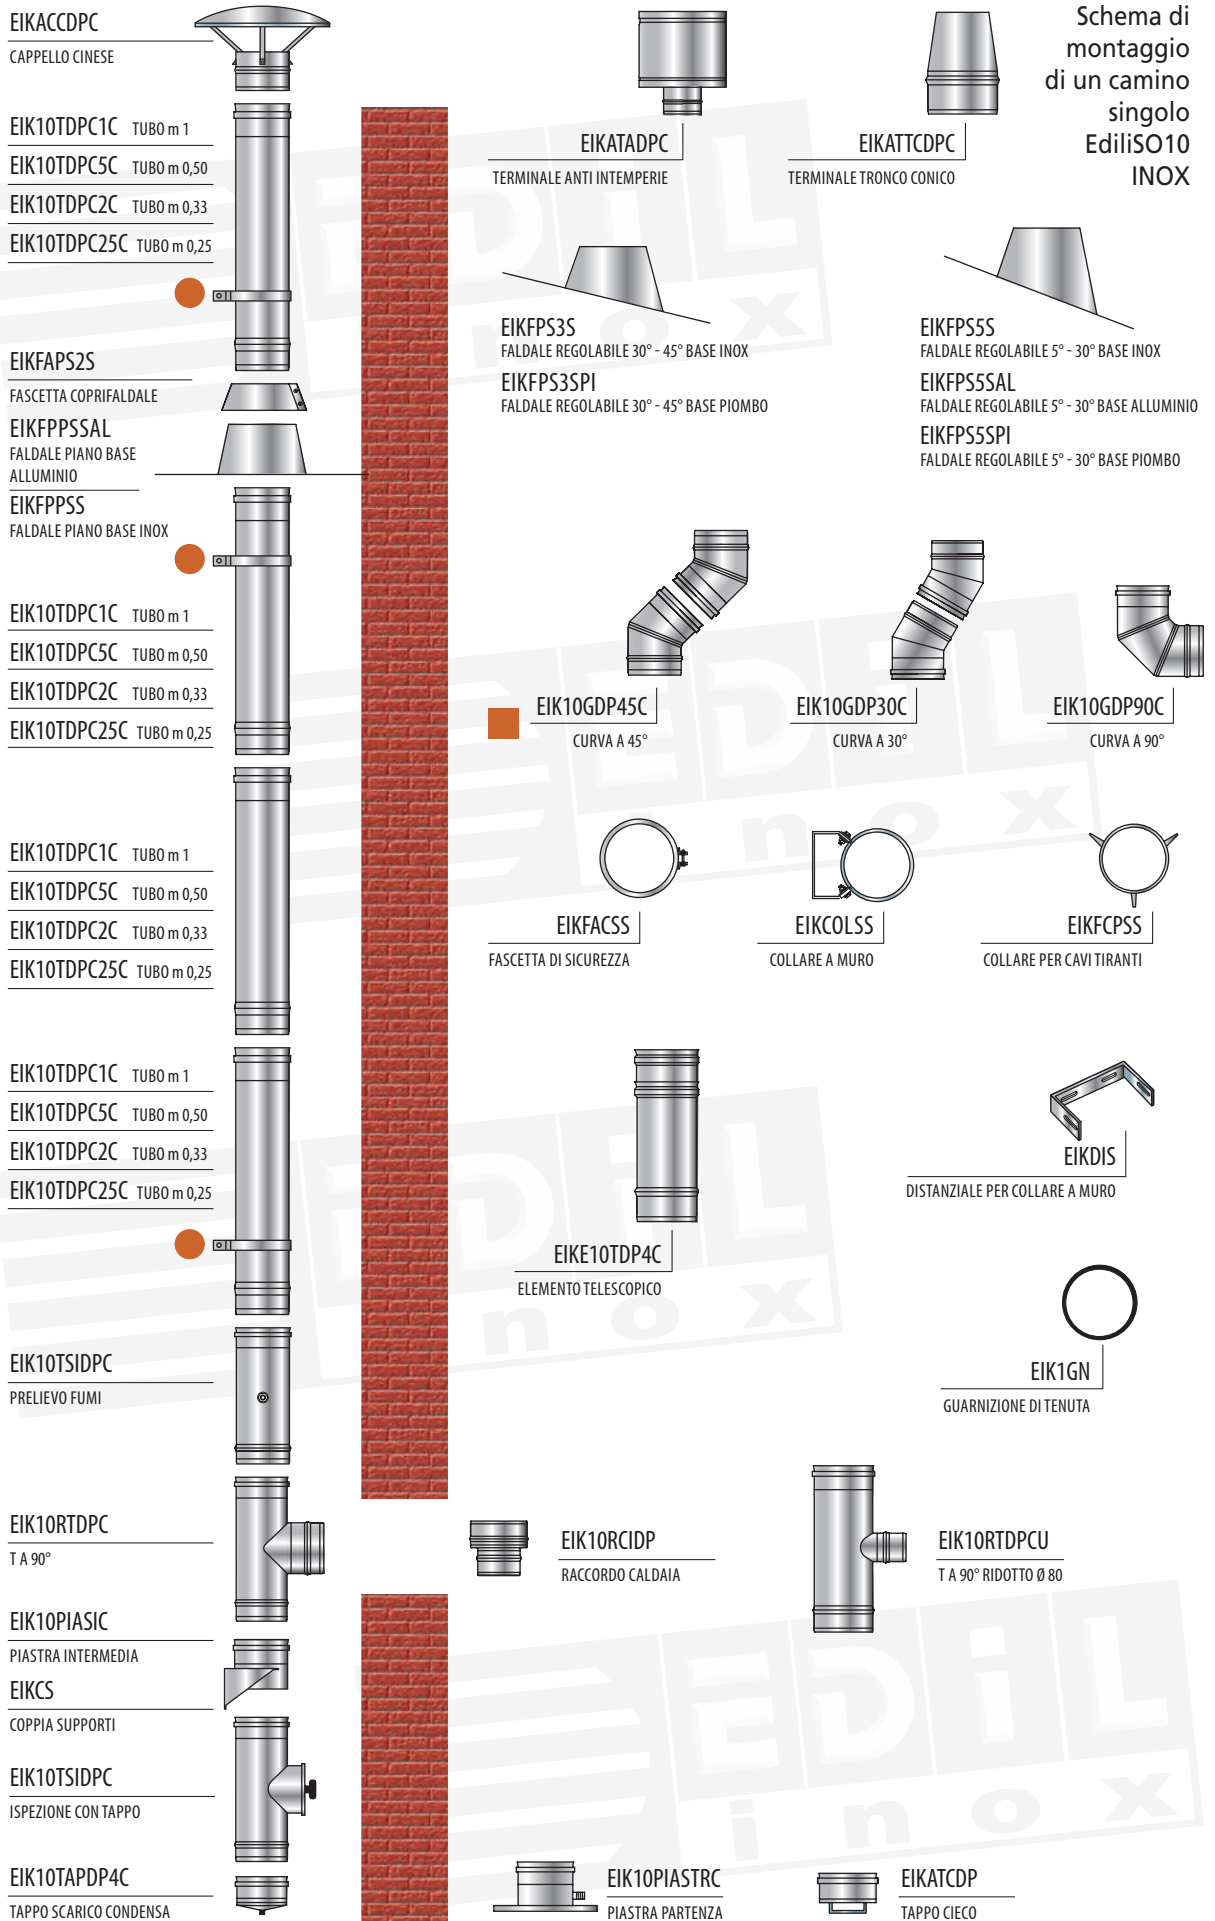 Schema di
montaggio
di un camino
singolo
EdiliSO10
INOX
EIKACCDPC
CAPPELLO CINESE
EIK10TDPC1C TUBO m 1
EIK10TDPC5C TUBO m 0,50
EIK10TDPC2C TUBO m 0,33
EIK10TDPC25C TUBO m 0,25
EIKFAPS2S
FASCETTA COPRIFALDALE
EIKFPPSSAL
FALDALE PIANO BASE
ALLUMINIO
EIKFPPSS
FALDALE PIANO BASE INOX
EIK10TDPC1C TUBO m 1
EIK10TDPC5C TUBO m 0,50
EIK10TDPC2C TUBO m 0,33
EIK10TDPC25C TUBO m 0,25
EIK10TDPC1C TUBO m 1
EIK10TDPC5C TUBO m 0,50
EIK10TDPC2C TUBO m 0,33
EIK10TDPC25C TUBO m 0,25
EIK10TDPC1C TUBO m 1
EIK10TDPC5C TUBO m 0,50
EIK10TDPC2C TUBO m 0,33
EIK10TDPC25C TUBO m 0,25
EIK10TSIDPC
PRELIEVO FUMI
EIK10RTDPC
T A 90°
EIK10PIASIC
PIASTRA INTERMEDIA
EIKCS
COPPIA SUPPORTI
EIK10TSIDPC
ISPEZIONE CON TAPPO
EIK10TAPDP4C
TAPPO SCARICO CONDENSA
EIKATADPC
TERMINALE ANTI INTEMPERIE
EIKATTCDPC
TERMINALE TRONCO CONICO
EIKFPS3S
FALDALE REGOLABILE 30° - 45° BASE INOX
EIKFPS3SPI
FALDALE REGOLABILE 30° - 45° BASE PIOMBO
EIKFPS5S
FALDALE REGOLABILE 5° - 30° BASE INOX
EIKFPS5SAL
FALDALE REGOLABILE 5° - 30° BASE ALLUMINIO
EIKFPS5SPI
FALDALE REGOLABILE 5° - 30° BASE PIOMBO
EIK10GDP45C
CURVA A 45°
EIK10GDP30C
CURVA A 30°
EIK10GDP90C
CURVA A 90°
EIKFACSS
FASCETTA DI SICUREZZA
EIKCOLSS
COLLARE A MURO
EIKFCPSS
COLLARE PER CAVI TIRANTI
EIKE10TDP4C
ELEMENTO TELESCOPICO
EIKDIS
DISTANZIALE PER COLLARE A MURO
EIK1GN
GUARNIZIONE DI TENUTA
EIK10RCIDP
RACCORDO CALDAIA
EIK10RTDPCU
T A 90° RIDOTTO Ø 80
EIK10PIASTRC
PIASTRA PARTENZA
EIKATCDP
TAPPO CIECO
EDiL
inox
EDiL
inox
EDiL
inox
EDiL
inox